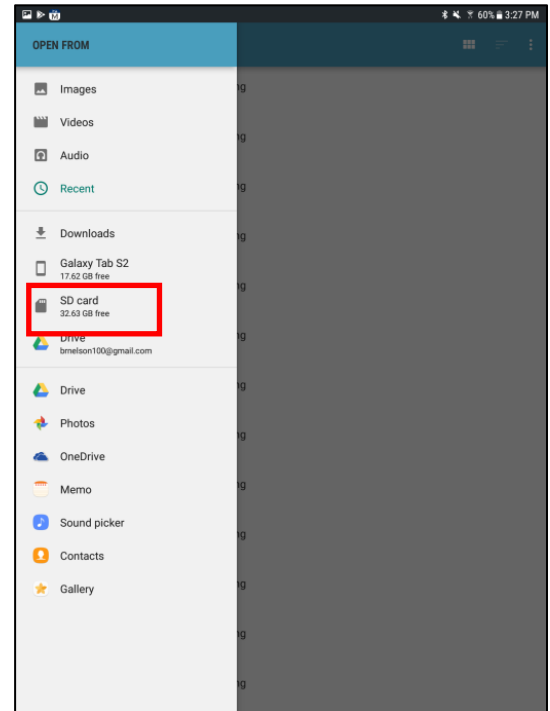 60% 3:27 PM
OPEN FROM
Images
Videos
Audio
Recent
Downloads
Galaxy Tab S2
17.62 GB free
SD card
32.63 GB free
Drive
brnelson100@gmail.com
Drive
Photos
OneDrive
Memo
Sound picker
Contacts
Gallery